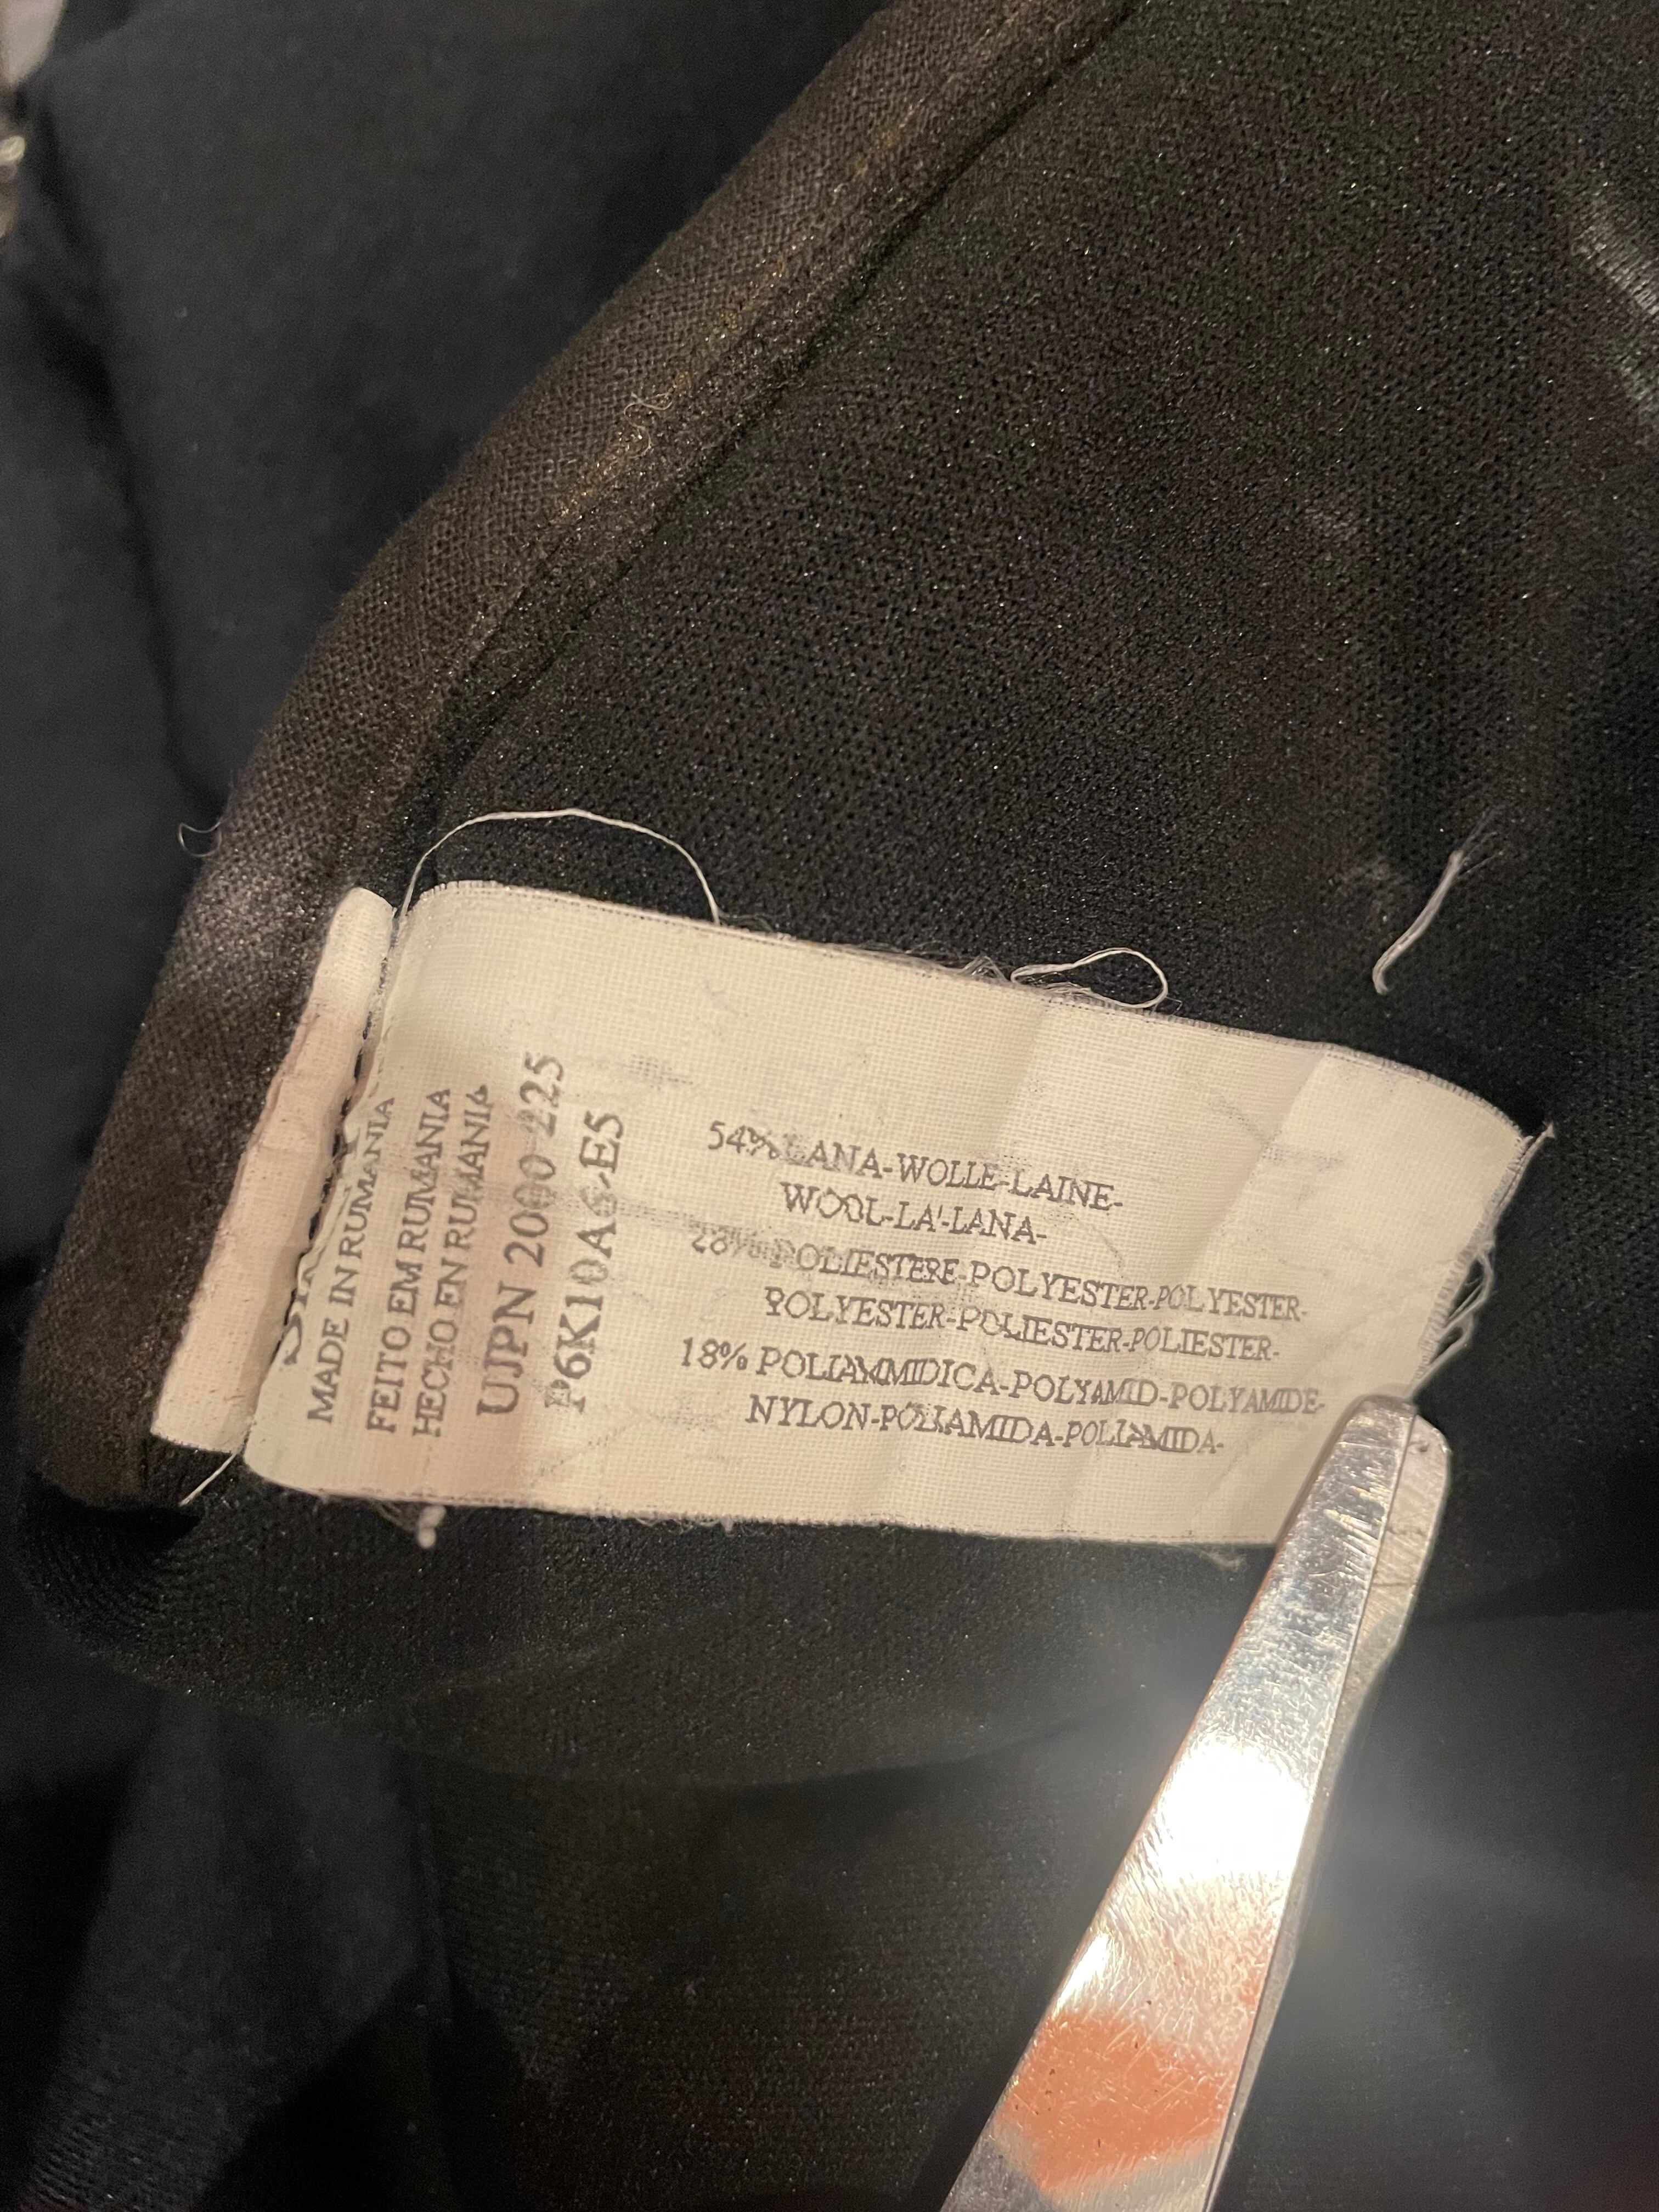 MADE IN RUMANIA
FEITO EM RUMANIA
HECHO EN RUMANIA
UJPN 2000 225
P6K10A6-E5
54% LANA-WOLLE-LAINE-
WOOL-LA'-LANA-
28% POLIESTERE-POLYESTER-POLYESTER-
POLYESTER-POLIESTER-POLIESTER-
18% POLIAMMIDICA-POLYAMID-POLYAMIDE-
NYLON-POLIAMIDA-POLIAMIDA-